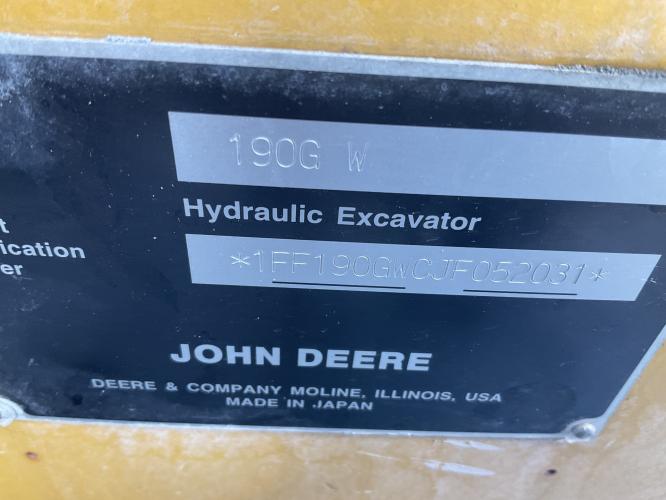 190G W
Hydraulic Excavator
t
ication
er
*1FF190GWCJF052031*
JOHN DEERE
DEERE & COMPANY MOLINE, ILLINOIS, USA
MADE IN JAPAN